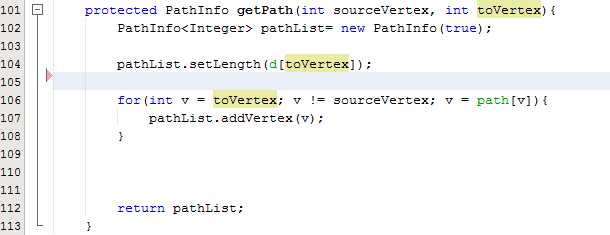 101 protected PathInfo getPath(int sourceVertex, int toVertex){
102 PathInfo<Integer> pathList= new PathInfo(true);
103
104 pathList.setLength(d[toVertex]);
105
106 for(int v = toVertex; v != sourceVertex; v = path[v]){
107 pathList.addVertex(v);
108 }
109
110
111
112 return pathList;
113 }